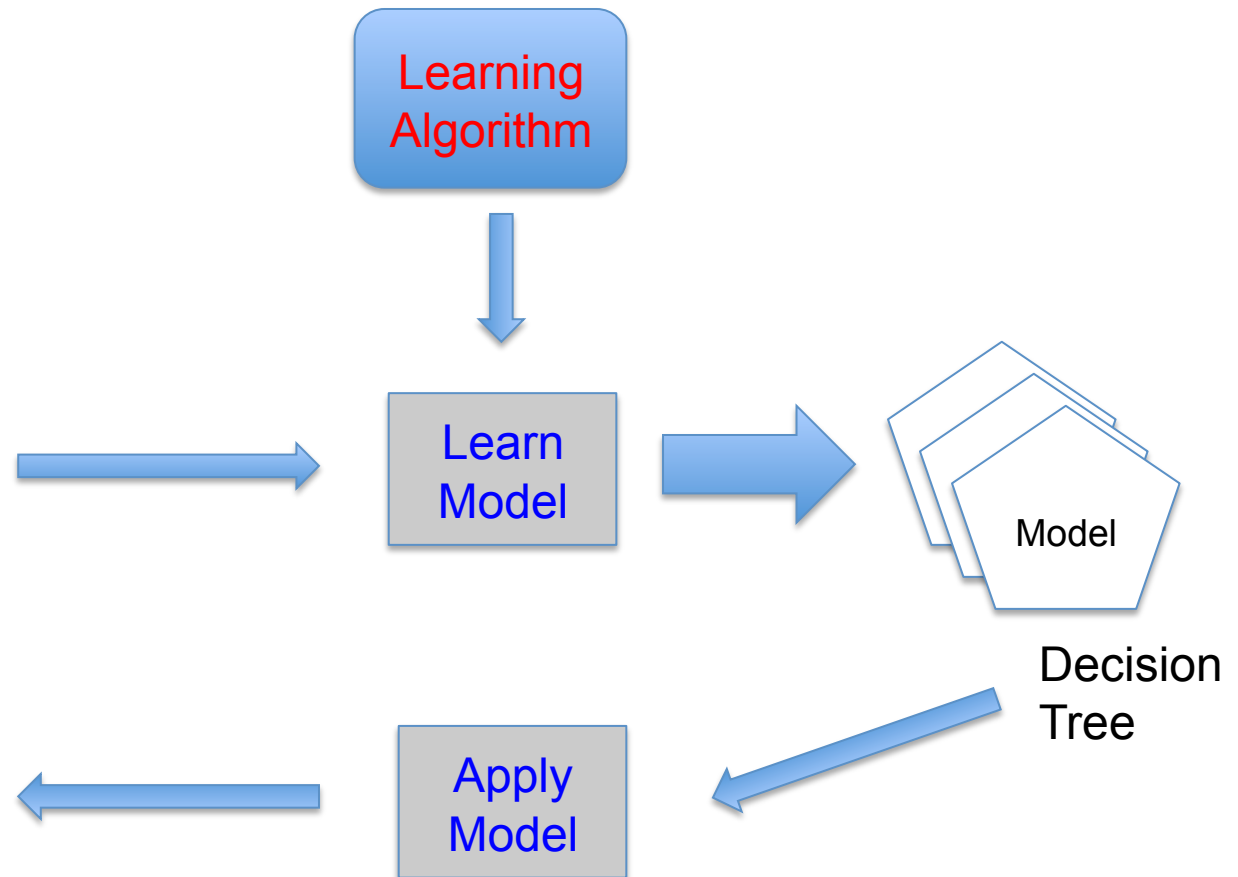 Learning
Algorithm
Learn
Model
Model
Decision
Tree
Apply
Model